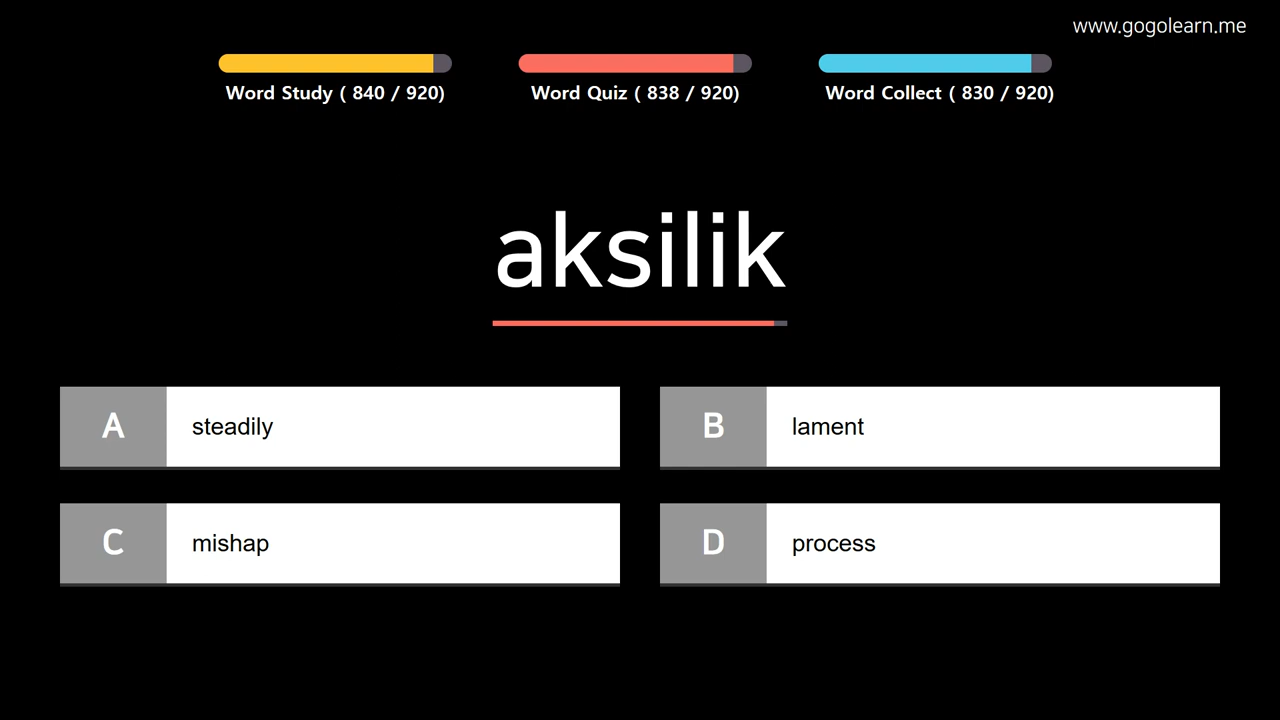 www.gogolearn.me
Word Study ( 840 / 920)
Word Quiz ( 838 / 920)
Word Collect ( 830 / 920)
aksilik
A steadily
B lament
C mishap
D process